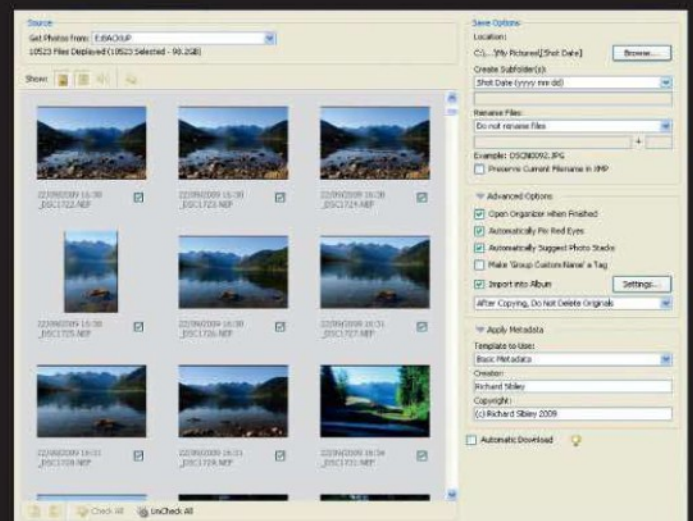 Source
Get Photos from: E:\BACKUP
10523 Files Displayed (10523 Selected - 98.2GB)
Show:
22/09/2009 16:30
_DSC1722.NEF
22/09/2009 16:30
_DSC1723.NEF
22/09/2009 16:30
_DSC1724.NEF
22/09/2009 16:30
_DSC1725.NEF
22/09/2009 16:30
_DSC1726.NEF
22/09/2009 16:31
_DSC1727.NEF
22/09/2009 16:31
_DSC1728.NEF
22/09/2009 16:31
_DSC1729.NEF
22/09/2009 16:34
_DSC1731.NEF
Check All
UnCheck All
Save Options
Location:
C:\...\My Pictures\[Shot Date]
Browse...
Create Subfolder(s):
Shot Date (yyyy mm dd)
Rename Files:
Do not rename files
+
Example: DSCN0092.JPG
Preserve Current Filename in XMP
Advanced Options
Open Organizer when Finished
Automatically Fix Red Eyes
Automatically Suggest Photo Stacks
Make 'Group Custom Name' a Tag
Import into Album
Settings...
After Copying, Do Not Delete Originals
Apply Metadata
Template to Use:
Basic Metadata
Creator:
Richard Sibley
Copyright:
(c) Richard Sibley 2009
Automatic Download